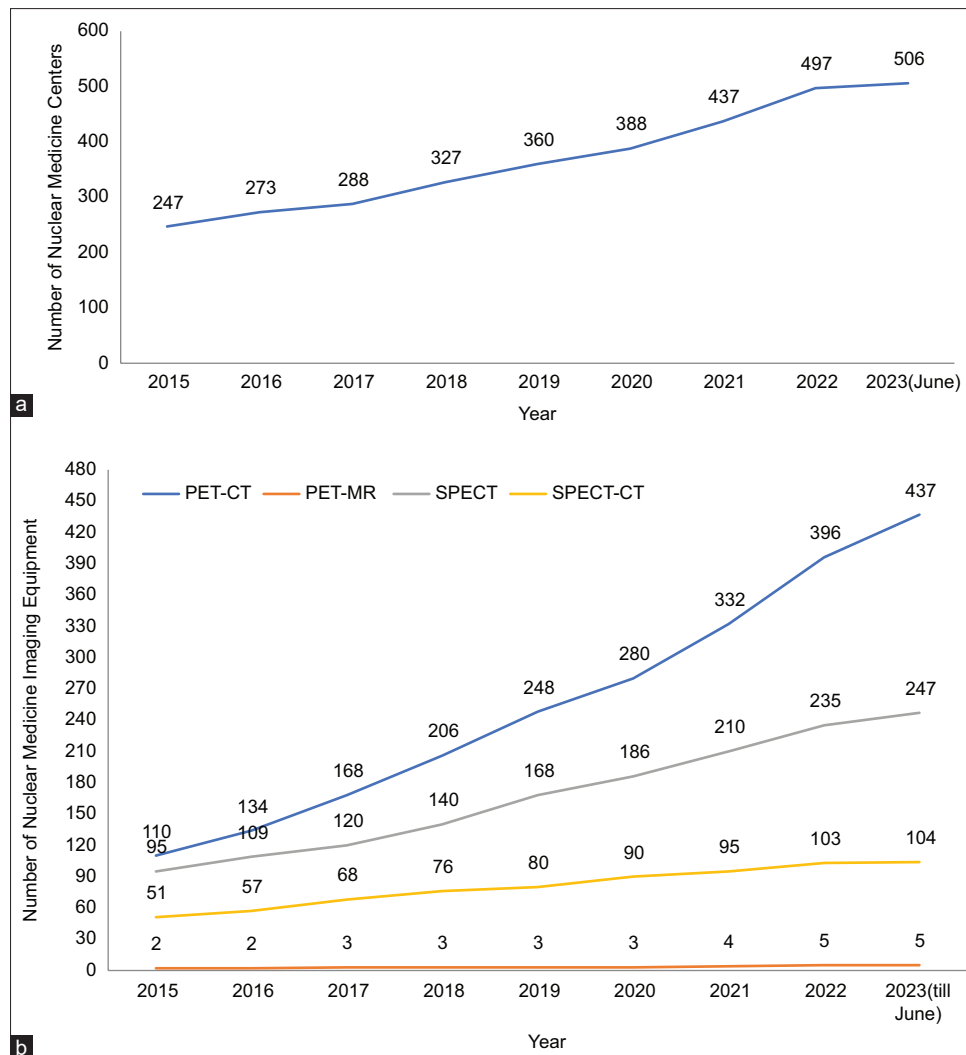 600
500
400
300
200
100
0
Number of Nuclear Medicine Centers
247
273
288
327
360
388
437
497
506
2015 2016 2017 2018 2019 2020 2021 2022 2023(June)
Year
a
480
450
420
390
360
330
300
270
240
210
180
150
120
90
60
30
0
Number of Nuclear Medicine Imaging Equipment
PET-CT PET-MR SPECT SPECT-CT
110 134 168 206 248 280 332 396 437
95 109 120 140 168 186 210 235 247
51 57 68 76 80 90 95 103 104
2 2 3 3 3 3 4 5 5
2015 2016 2017 2018 2019 2020 2021 2022 2023(till
June)
Year
b